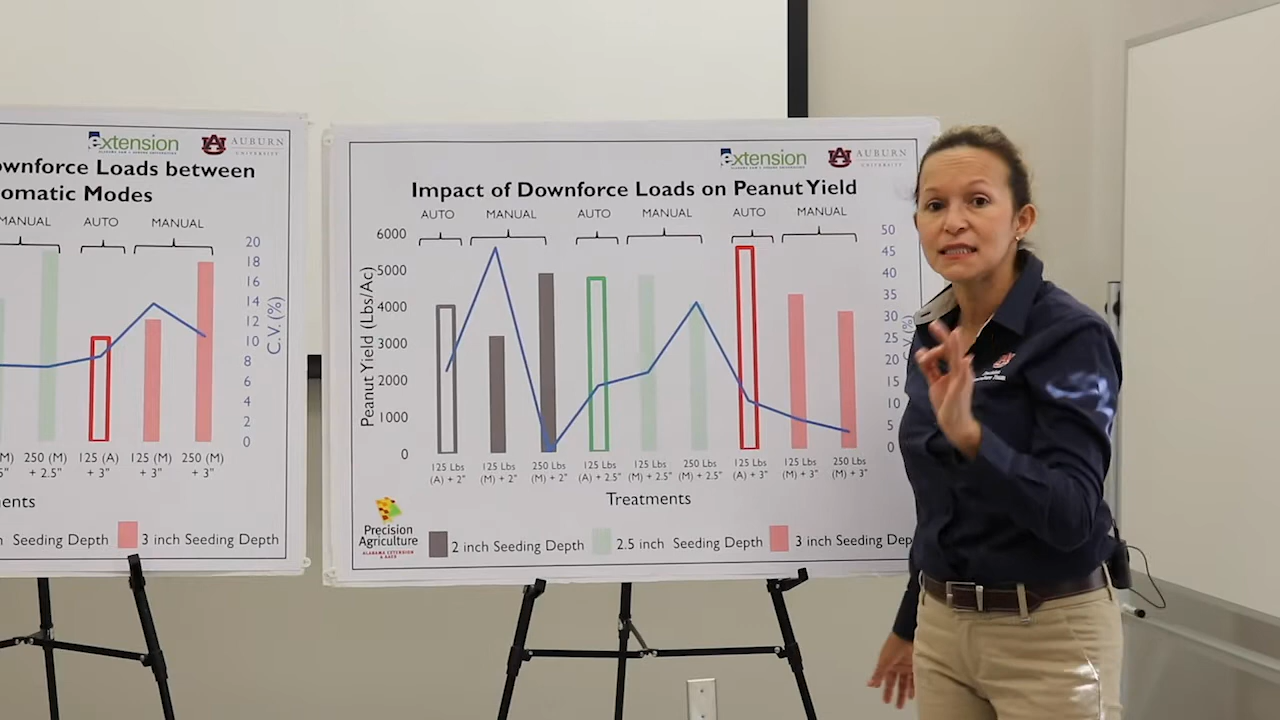 extension
AUBURN
UNIVERSITY
ownforce Loads between
omatic Modes
MANUAL
AUTO
MANUAL
20
18
16
14
12
10
8
6
4
2
0
C.V.(%)
250 (M)
+ 2.5"
125 (A)
+ 3"
125 (M)
+ 3"
250 (M)
+ 3"
ents
Seeding Depth
3 inch Seeding Depth
extension
AUBURN
UNIVERSITY
Impact of Downforce Loads on Peanut Yield
AUTO
MANUAL
AUTO
MANUAL
AUTO
MANUAL
6000
5000
4000
3000
2000
1000
0
Peanut Yield (Lbs/Ac)
50
45
40
35
30
25
20
15
10
5
0
125 Lbs
(A) + 2"
125 Lbs
(M) + 2"
250 Lbs
(M) + 2"
125 Lbs
(A) + 2.5"
125 Lbs
(M) + 2.5"
250 Lbs
(M) + 2.5"
125 Lbs
(A) + 3"
125 Lbs
(M) + 3"
250 Lbs
(M) + 3"
Treatments
Precision
Agriculture
ALABAMA EXTENSION
2 inch Seeding Depth
2.5 inch Seeding Depth
3 inch Seeding Dep